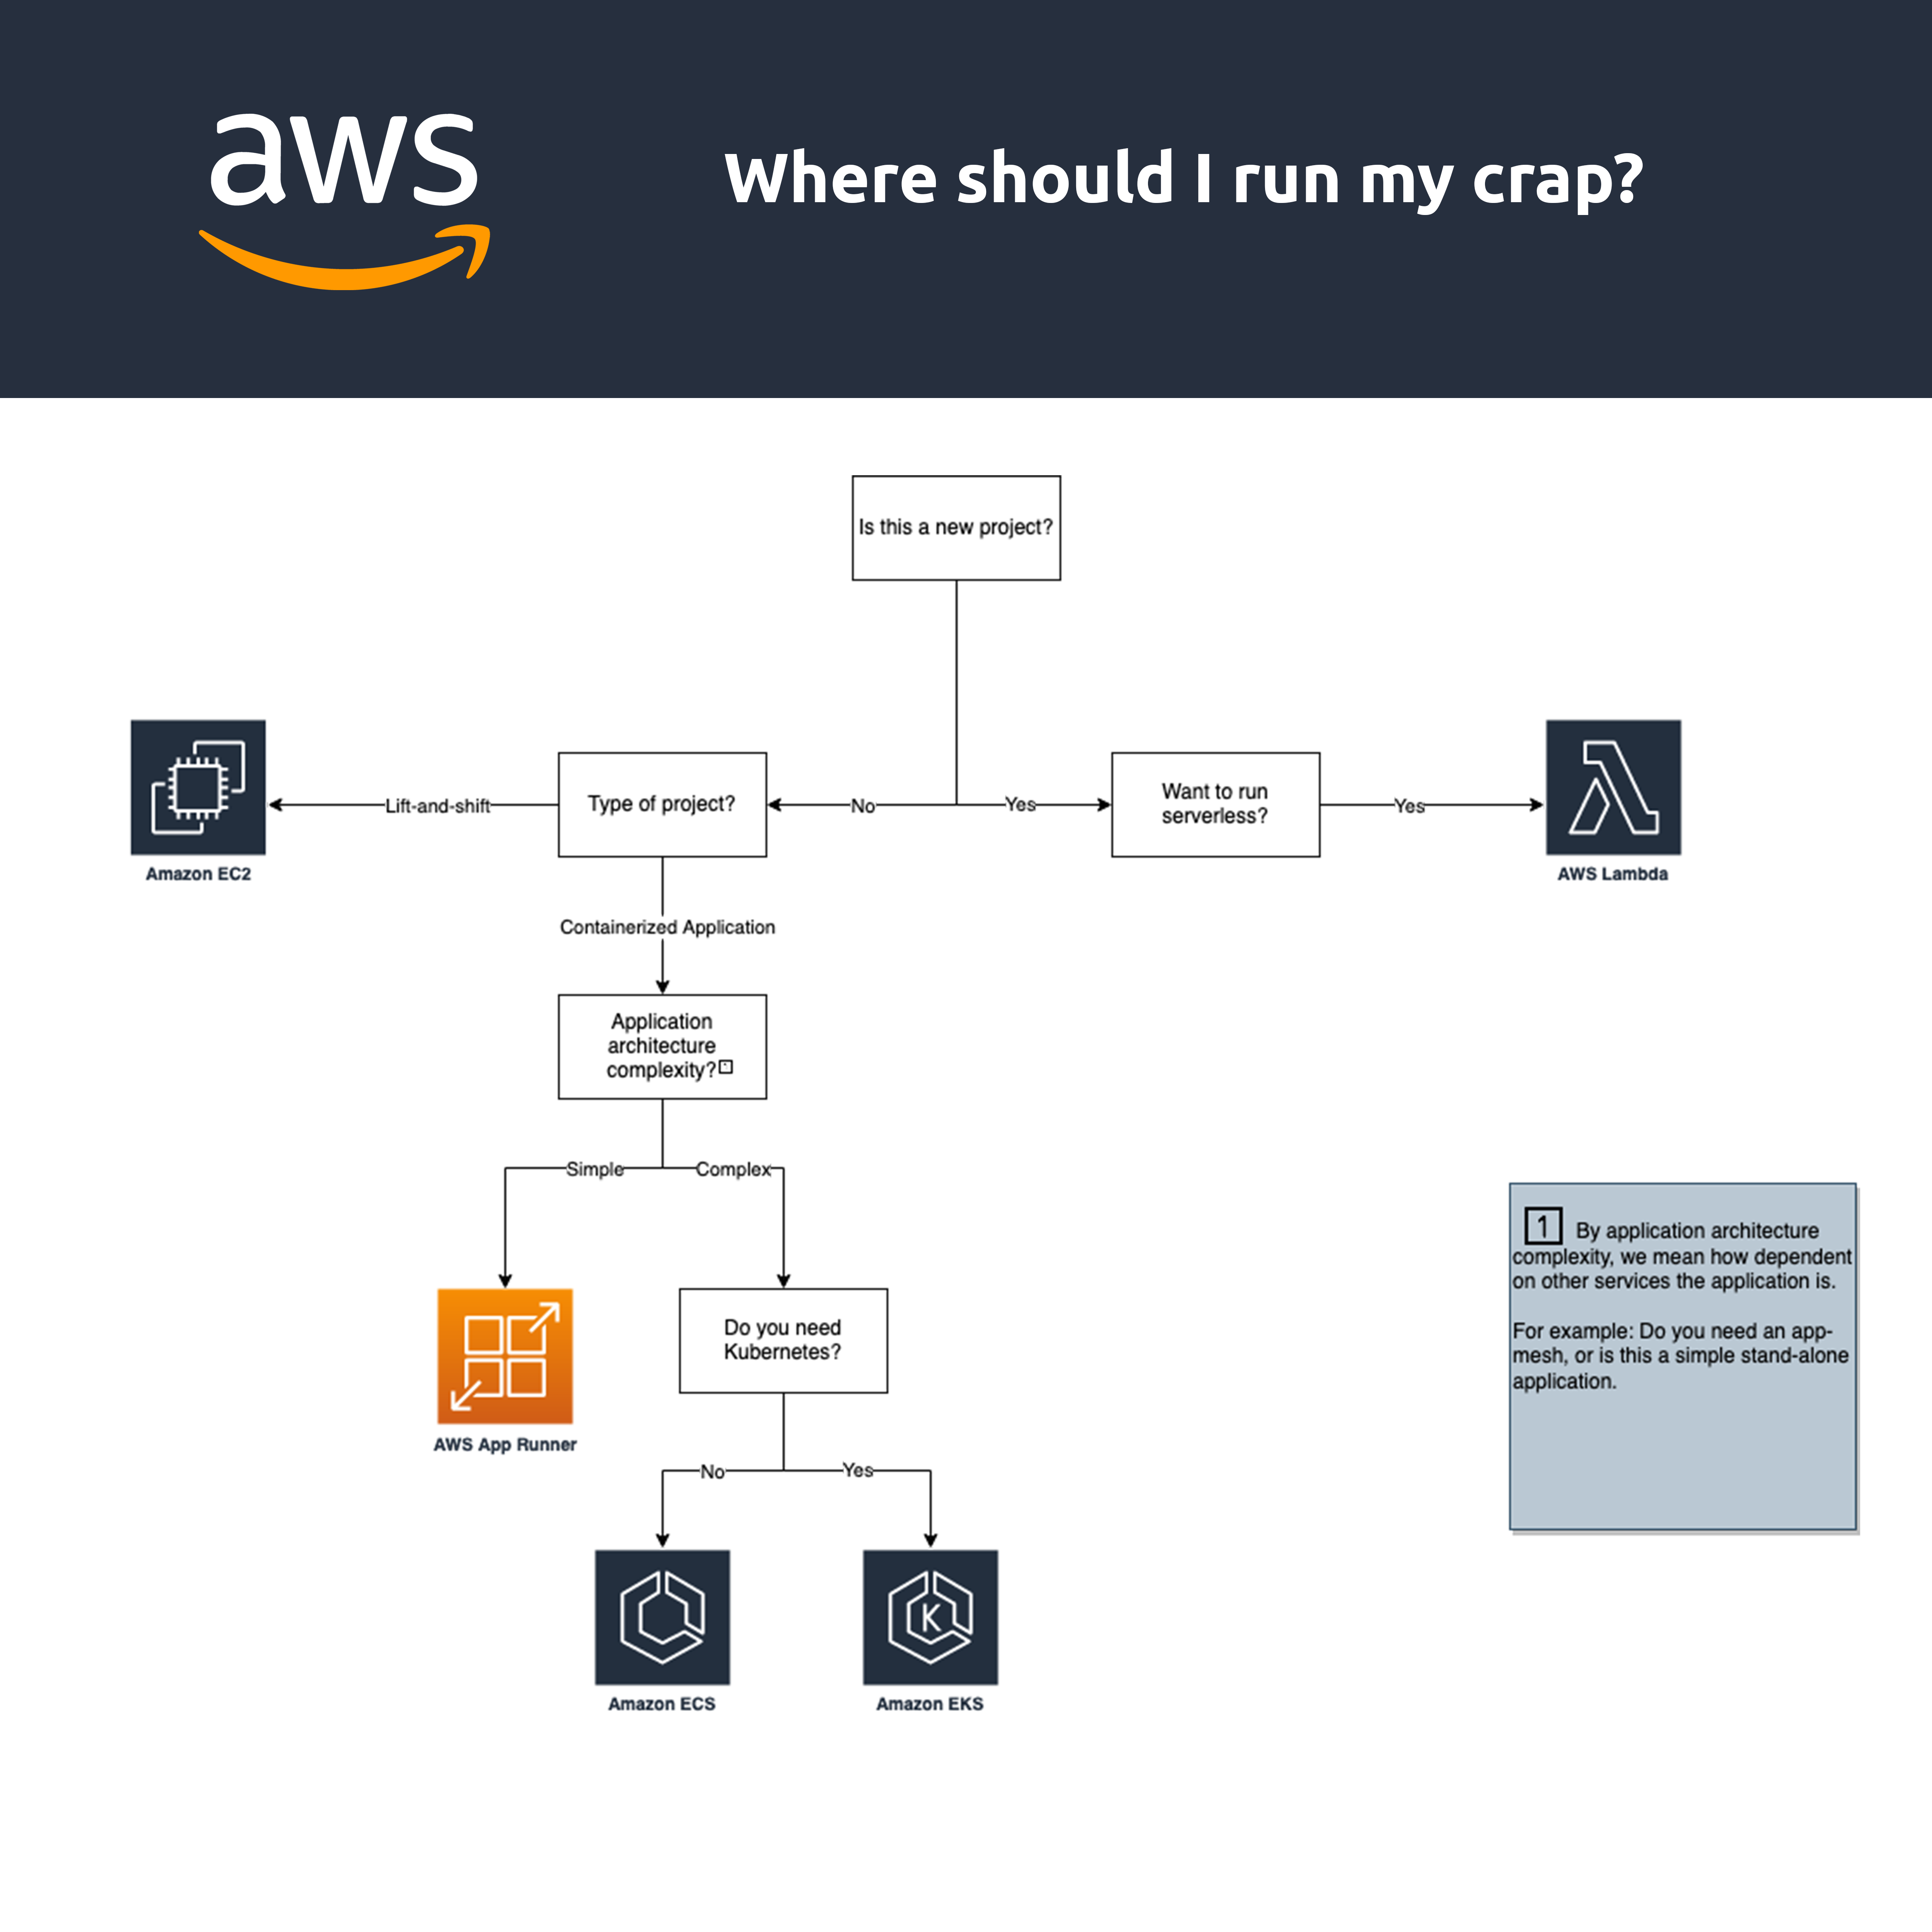 aws
Where should I run my crap?
Is this a new project?
Lift-and-shift
Type of project?
No
Yes
Want to run
serverless?
Yes
Amazon EC2
AWS Lambda
Containerized Application
Application
architecture
complexity?
Simple
Complex
1 By application architecture
complexity, we mean how dependent
on other services the application is.
For example: Do you need an app-
mesh, or is this a simple stand-alone
application.
Do you need
Kubernetes?
AWS App Runner
No
Yes
K
Amazon ECS
Amazon EKS